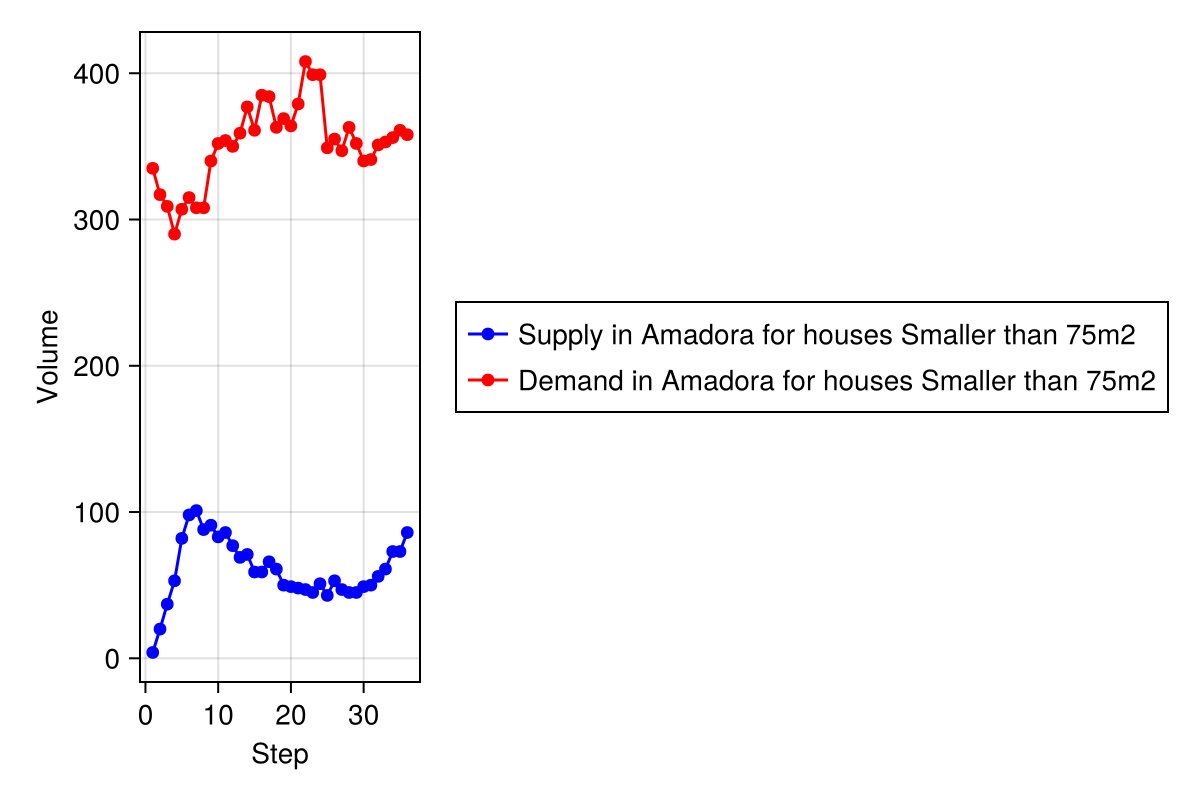 400
300
200
100
0
Volume
0 10 20 30
Step
Supply in Amadora for houses Smaller than 75m2
Demand in Amadora for houses Smaller than 75m2